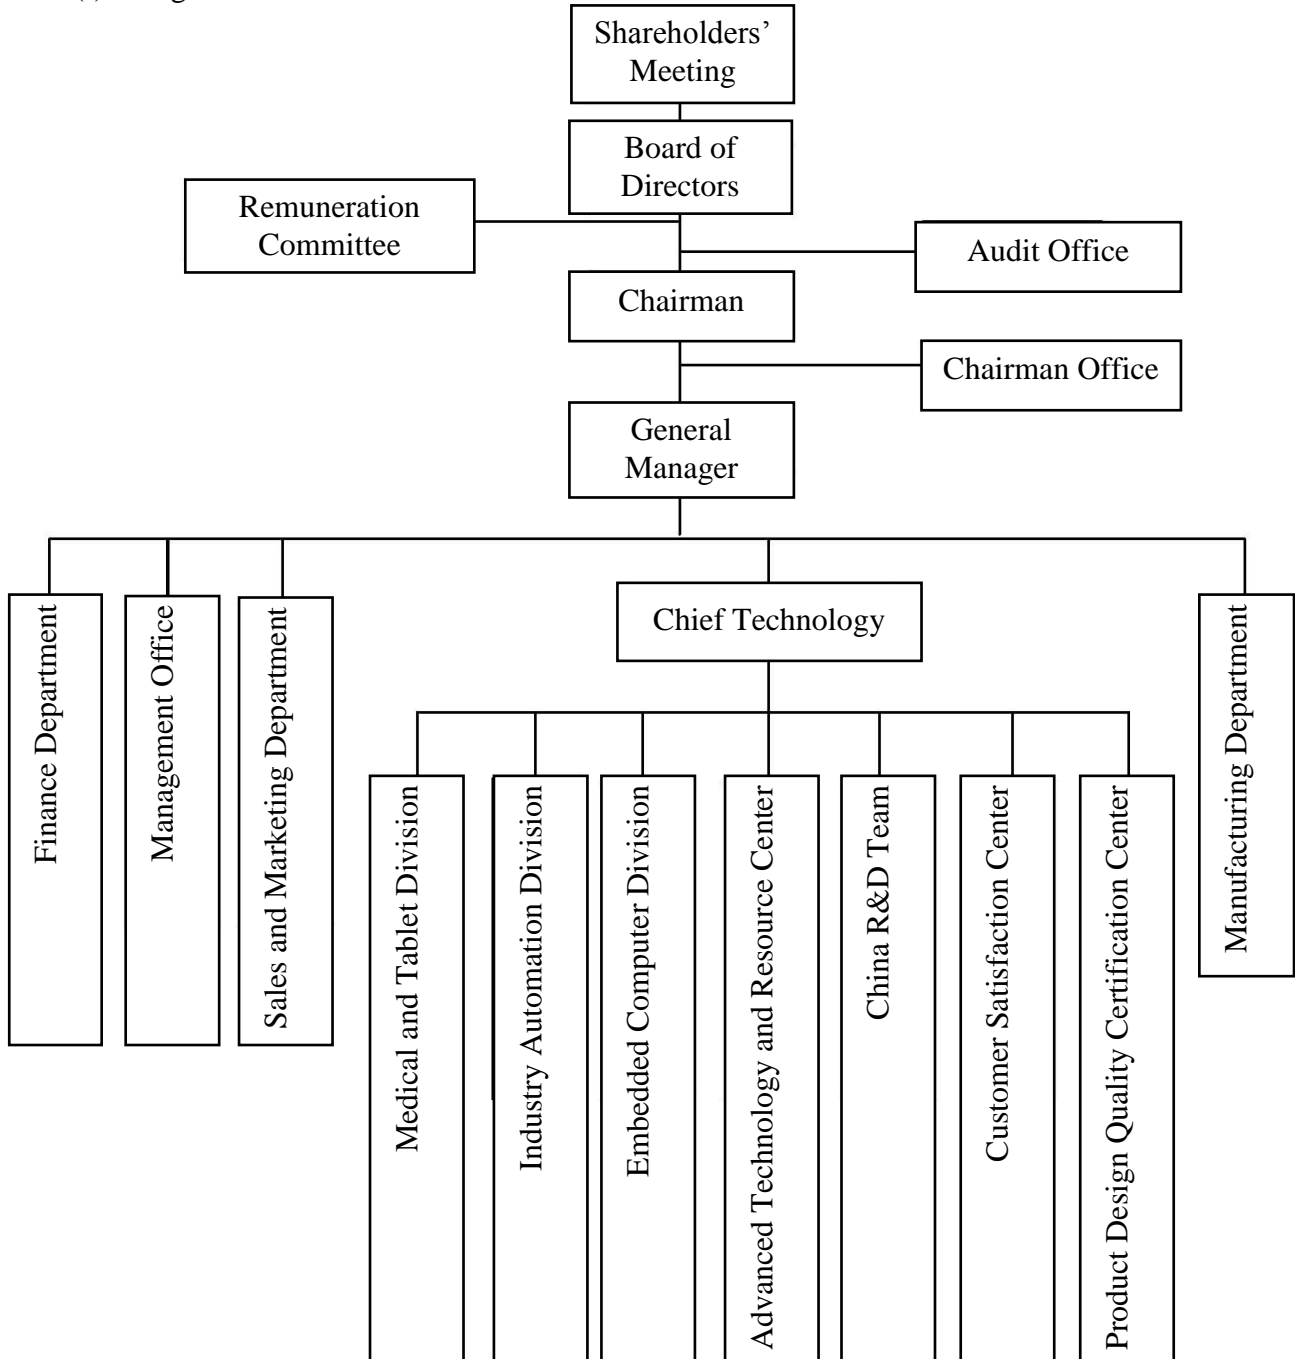 Shareholders’
Meeting
Board of
Directors
Remuneration
Committee
Audit Office
Chairman
Chairman Office
General
Manager
Chief Technology
Finance Department
Management Office
Sales and Marketing Department
Manufacturing Department
Medical and Tablet Division
Industry Automation Division
Embedded Computer Division
Advanced Technology and Resource Center
China R&D Team
Customer Satisfaction Center
Product Design Quality Certification Center